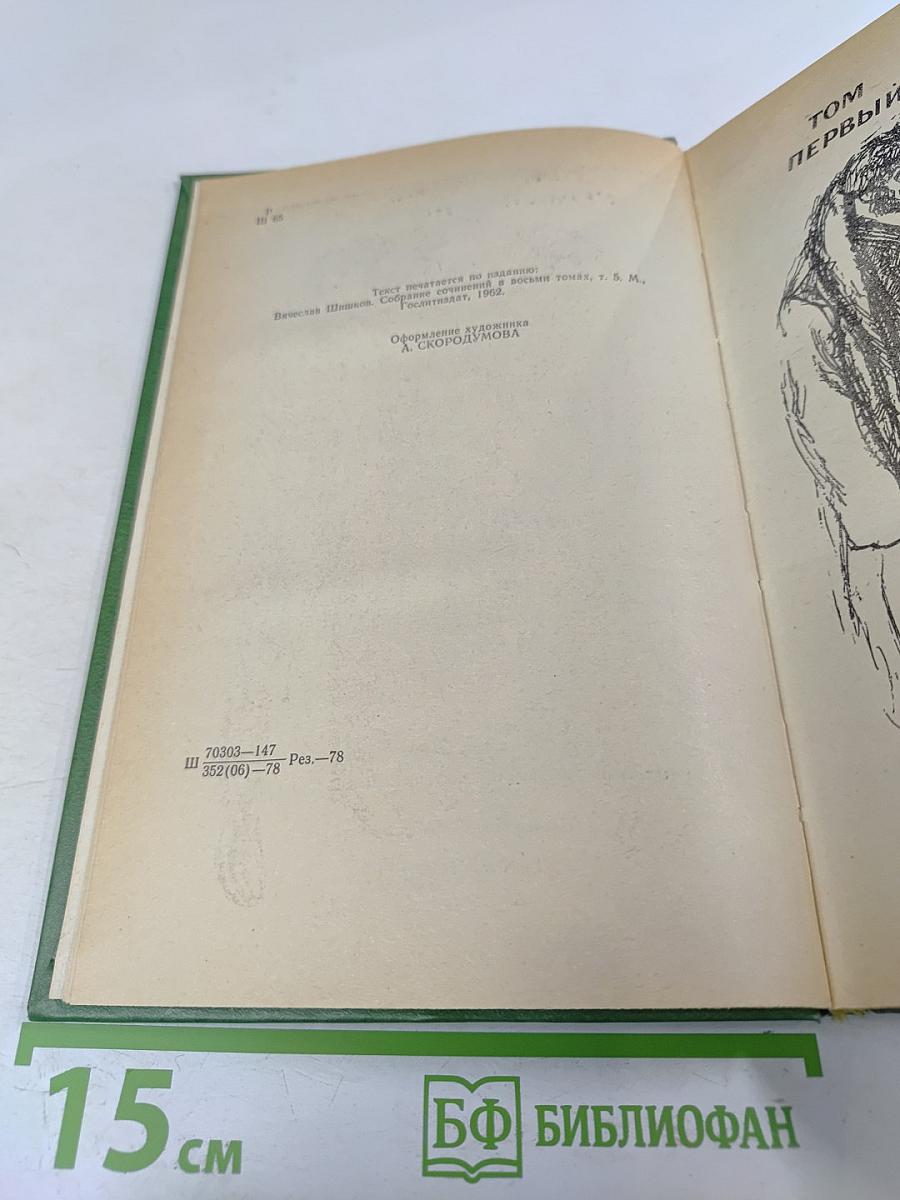 Р
Ш 65
Текст печатается по изданию:
Вячеслав Шишков. Собрание сочинений в восьми томах, т. 5. М.,
Гослитиздат, 1962.
Оформление художника
А. СКОРОДУМОВА
Ш 70303—147
352(06)—78 Рез.—78
ТОМ
ПЕРВЫЙ
15 см
БФ БИБЛИОФАН